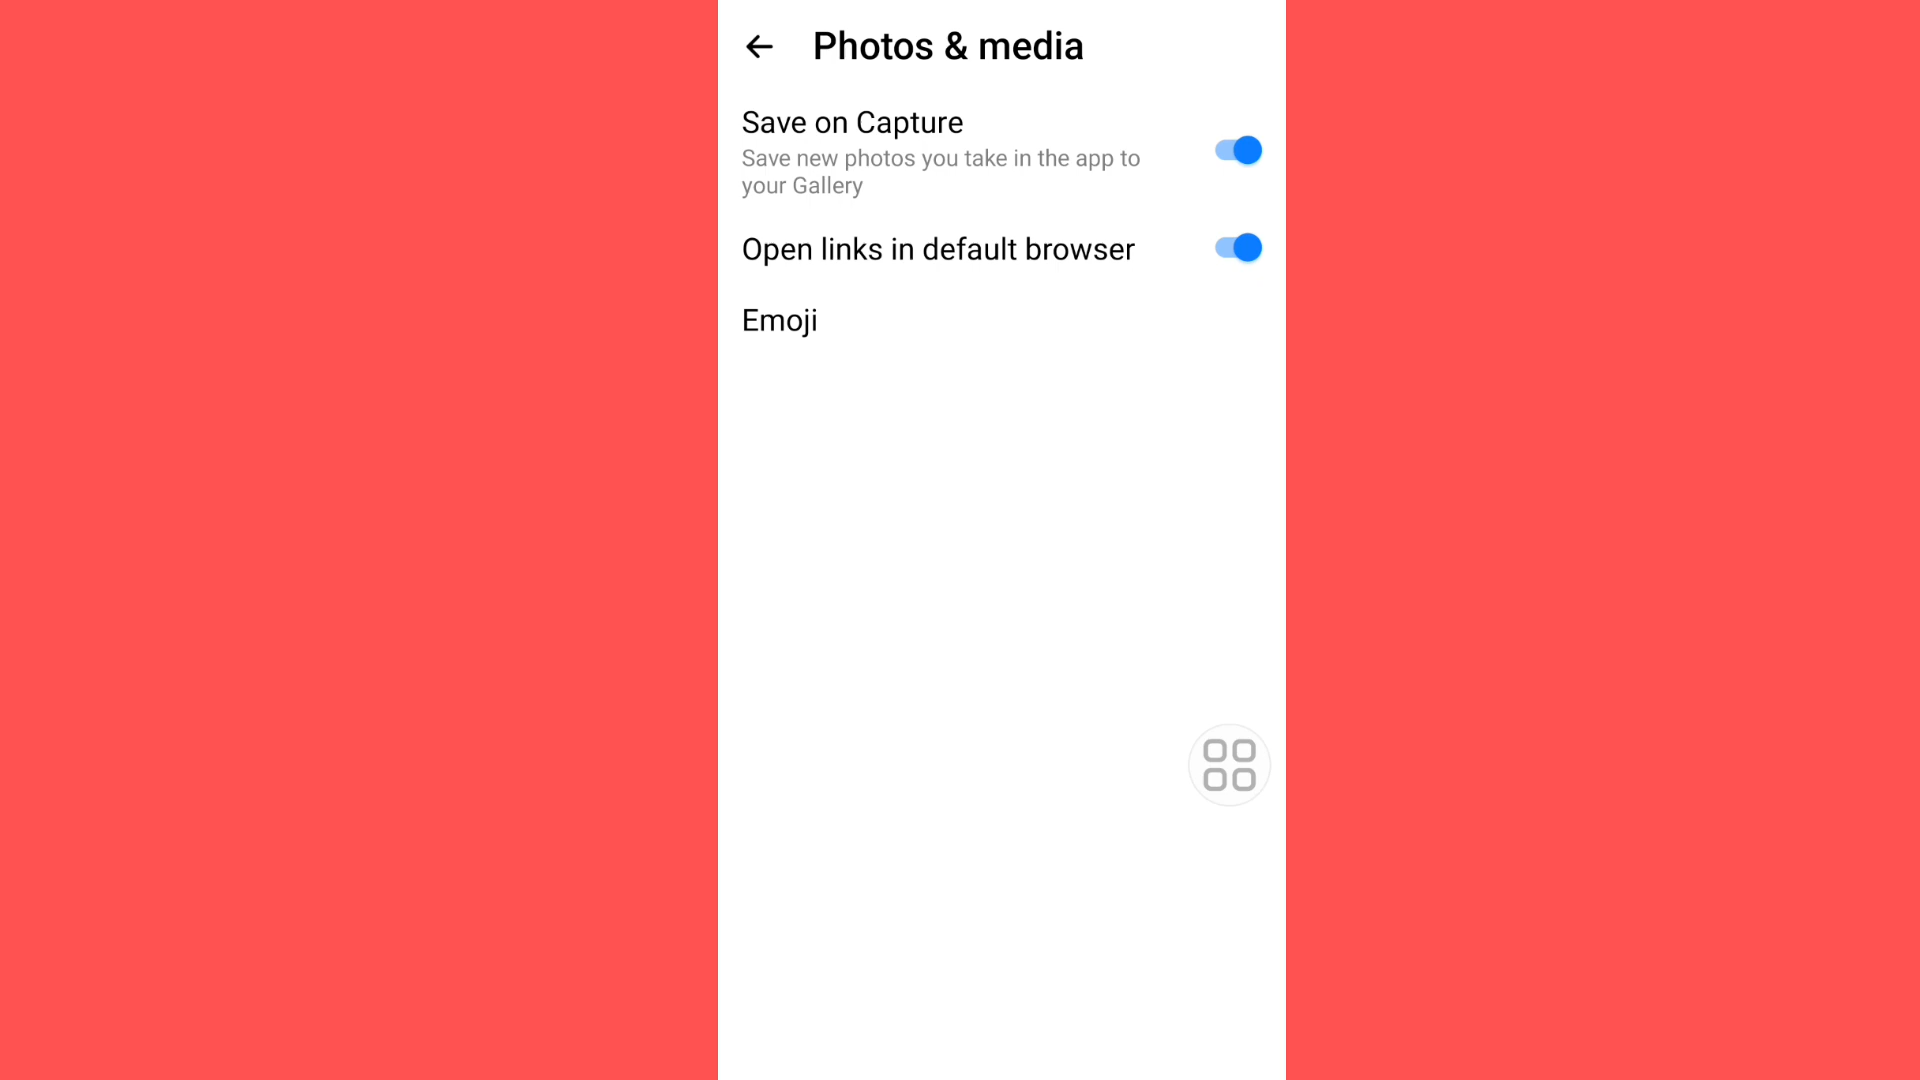 Photos & media
Save on Capture
Save new photos you take in the app to
your Gallery
Open links in default browser
Emoji